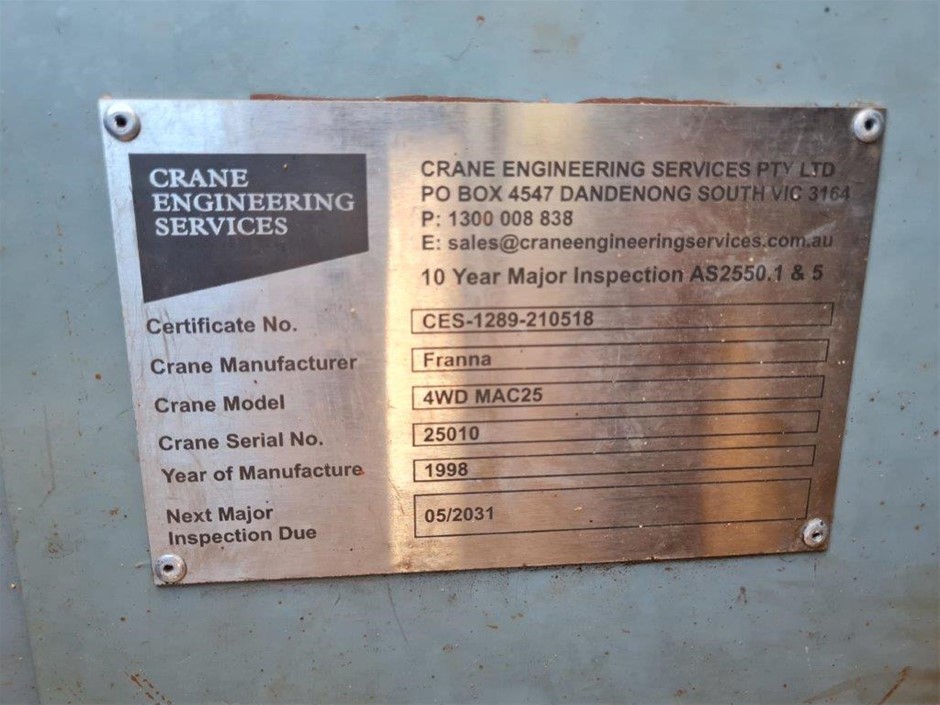 CRANE
ENGINEERING
SERVICES
CRANE ENGINEERING SERVICES PTY LTD
PO BOX 4547 DANDENONG SOUTH VIC 3164
P: 1300 008 838
E: sales@craneengineeringservices.com.au
10 Year Major Inspection AS2550.1 & 5
Certificate No. CES-1289-210518
Crane Manufacturer Franna
Crane Model 4WD MAC25
Crane Serial No. 25010
Year of Manufacture 1998
Next Major
Inspection Due 05/2031